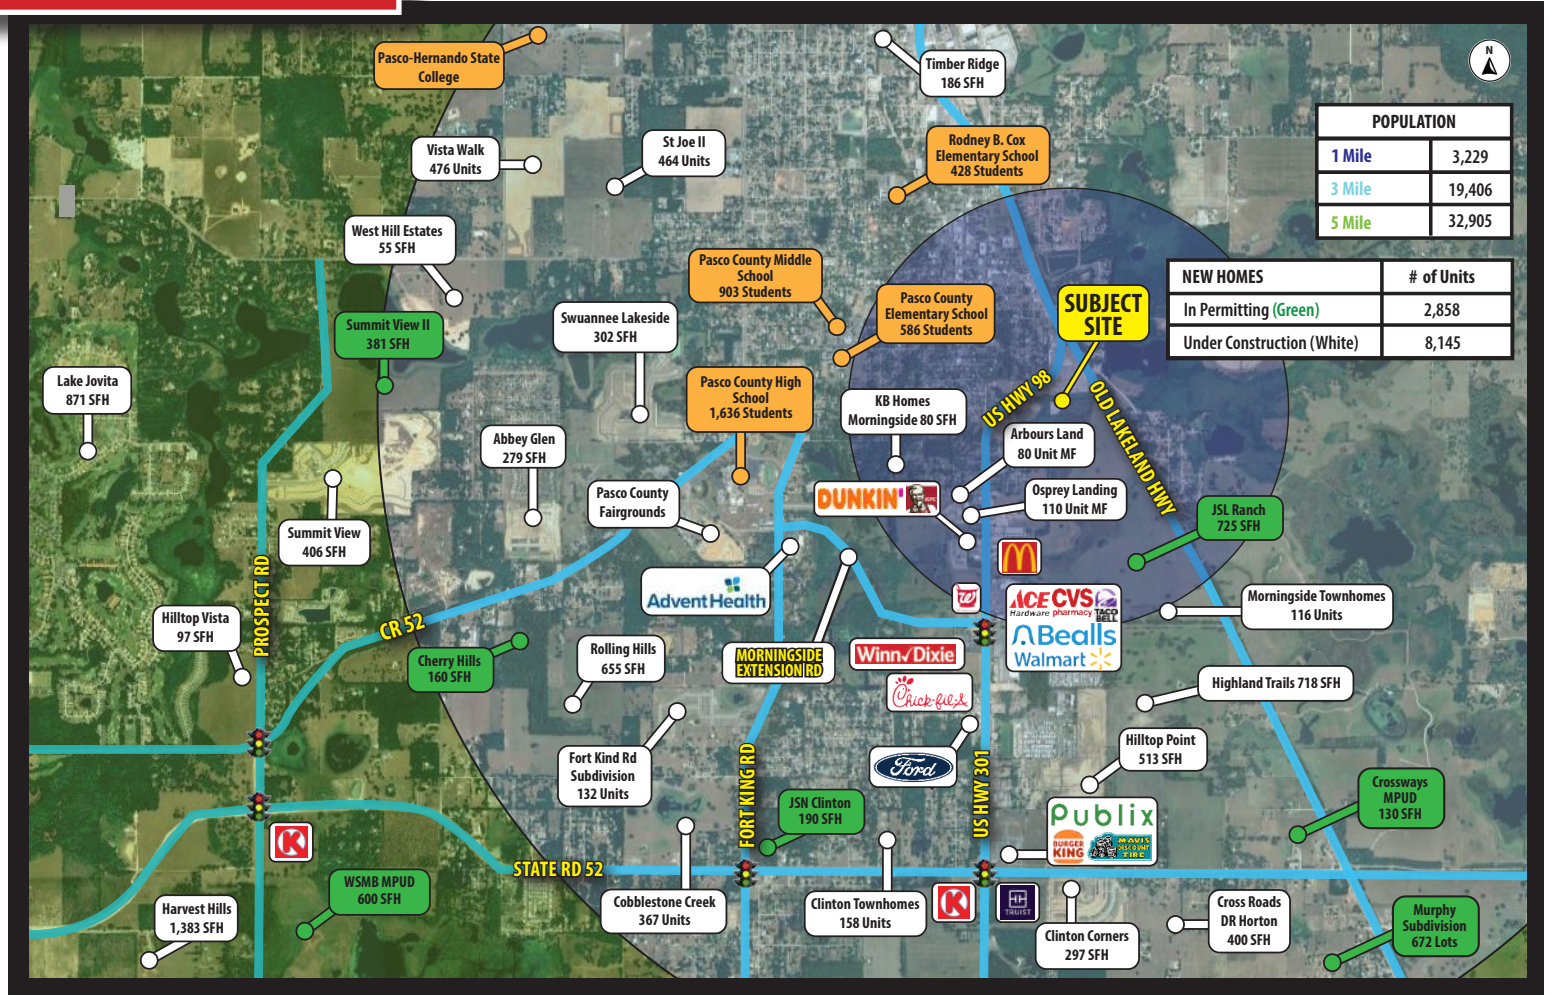 Pasco-Hernando State
College
Timber Ridge
186 SFH
N
POPULATION
1 Mile 3,229
3 Mile 19,406
5 Mile 32,905
Vista Walk
476 Units
St Joe II
464 Units
Rodney B. Cox
Elementary School
428 Students
West Hill Estates
55 SFH
Pasco County Middle
School
903 Students
NEW HOMES # of Units
In Permitting (Green) 2,858
Under Construction (White) 8,145
Pasco County
Elementary School
586 Students
SUBJECT
SITE
Summit View II
381 SFH
Swuannee Lakeside
302 SFH
Lake Jovita
871 SFH
Pasco County High
School
1,636 Students
KB Homes
Morningside 80 SFH
US HWY 98
OLD LAKELAND HWY
Abbey Glen
279 SFH
Arbours Land
80 Unit MF
Pasco County
Fairgrounds
DUNKIN'
KFC
Osprey Landing
110 Unit MF
JSL Ranch
725 SFH
Summit View
406 SFH
PROSPECT RD
AdventHealth
ACE
Hardware
CVS
pharmacy
TACO
BELL
Bealls
Walmart
Morningside Townhomes
116 Units
Hilltop Vista
97 SFH
CR 52
Cherry Hills
160 SFH
Rolling Hills
655 SFH
MORNINGSIDE
EXTENSION RD
Winn Dixie
Chick-fil-A
Highland Trails 718 SFH
Fort Kind Rd
Subdivision
132 Units
FORT KING RD
Ford
US HWY 301
Hilltop Point
513 SFH
Crossways
MPUD
130 SFH
JSN Clinton
190 SFH
Publix
BURGER
KING
MAVIS
DISCOUNT
TIRE
K
STATE RD 52
WSMB MPUD
600 SFH
Harvest Hills
1,383 SFH
Cobblestone Creek
367 Units
Clinton Townhomes
158 Units
K
TRUIST
Clinton Corners
297 SFH
Cross Roads
DR Horton
400 SFH
Murphy
Subdivision
672 Lots